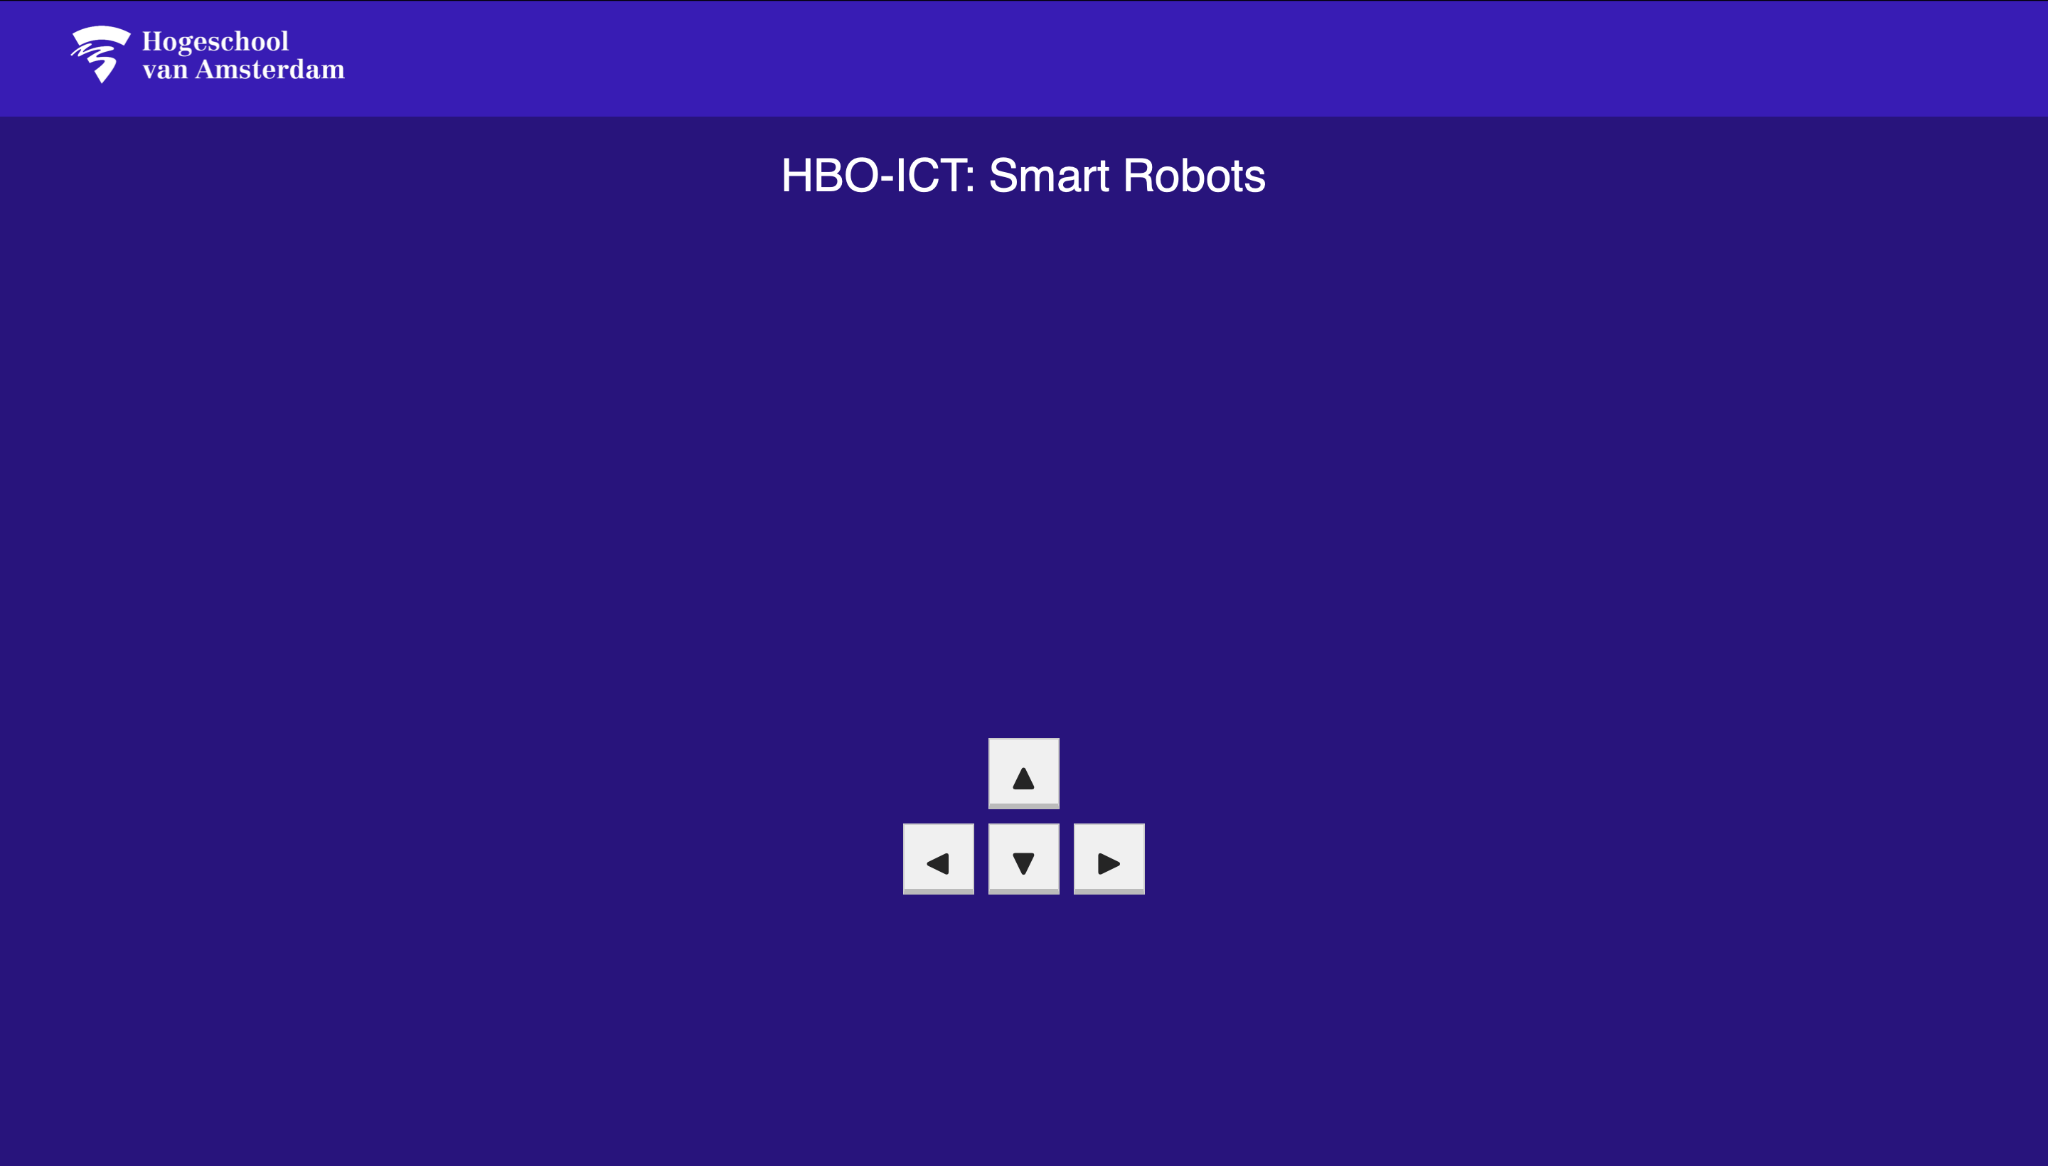 Hogeschool
van Amsterdam
HBO-ICT: Smart Robots
▲
◀ ▼ ▶